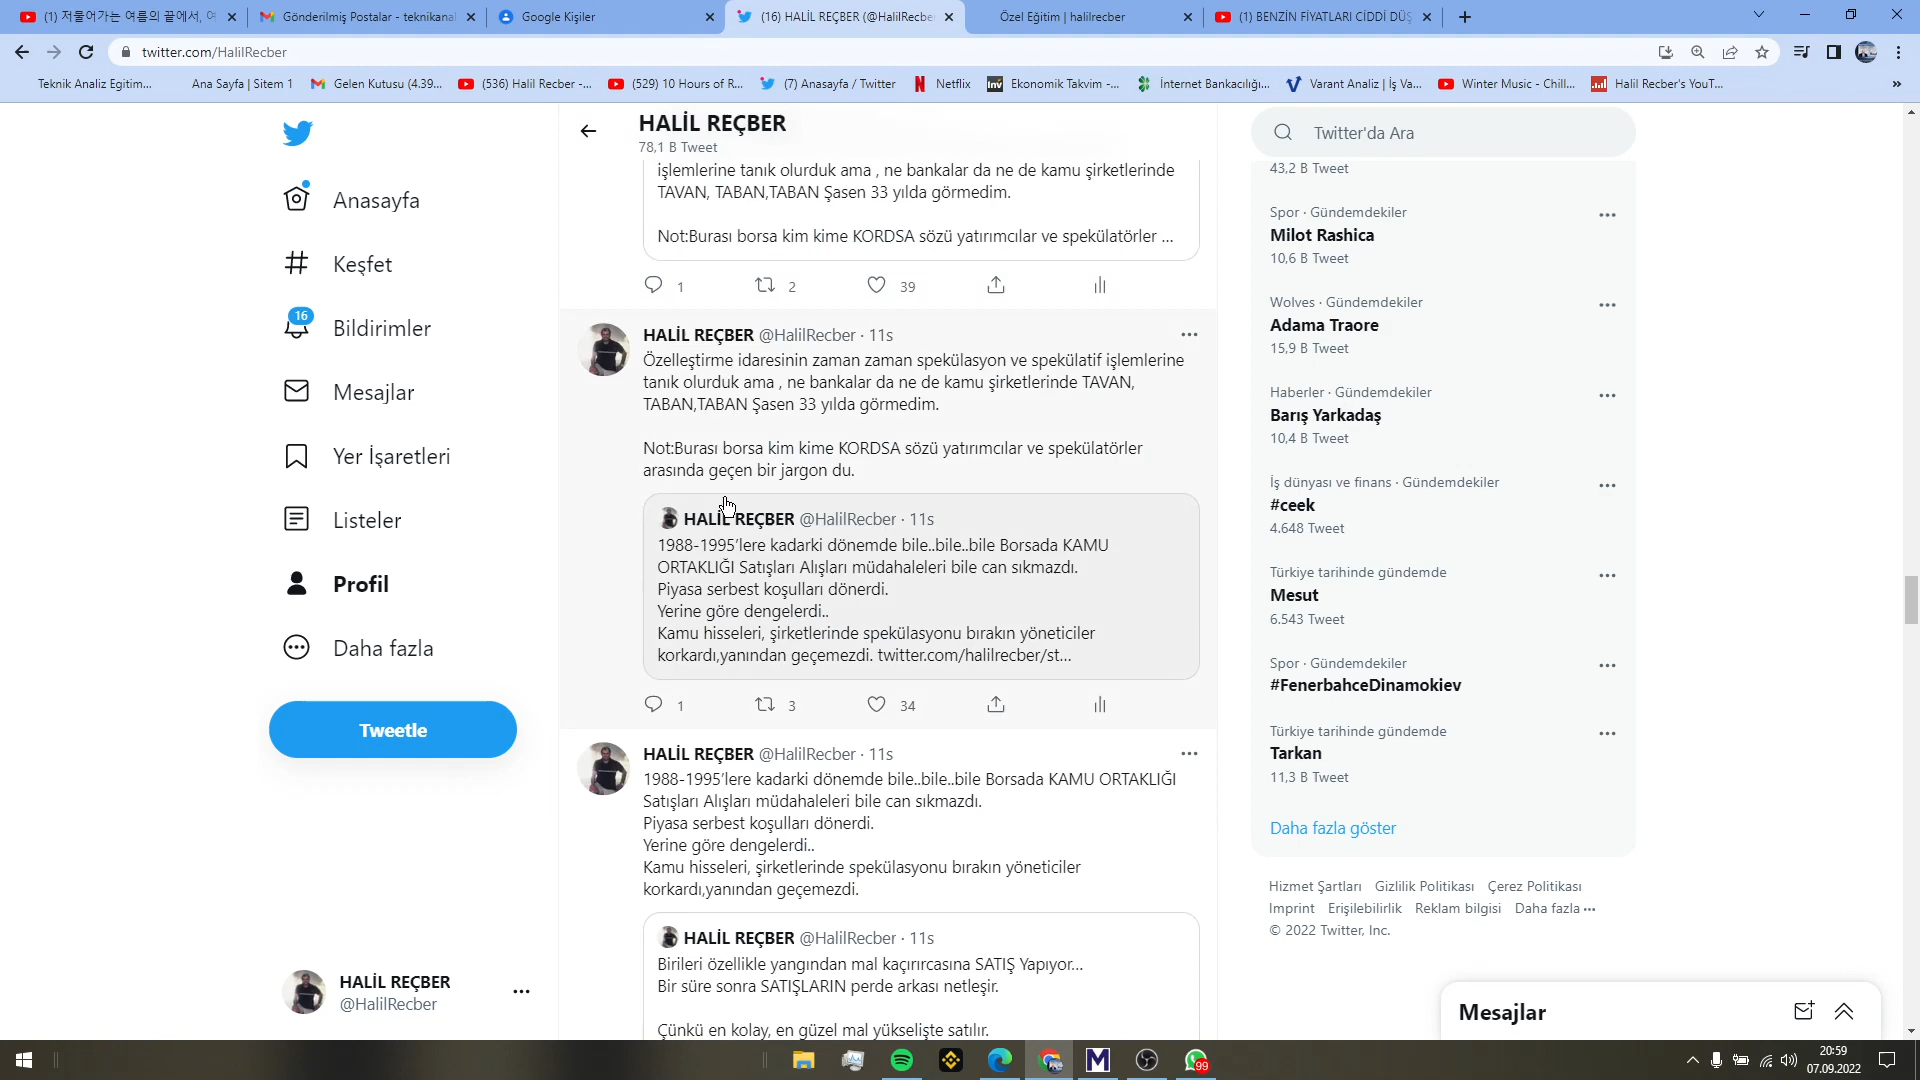 (1) 저물어가는 여름의 끝에서, 여
Gönderilmiş Postalar - teknikanal
Google Kişiler
(16) HALİL REÇBER (@HalilRecbe
Özel Eğitim | halilrecber
(1) BENZİN FİYATLARI CİDDİ DÜŞ
twitter.com/HalilRecber
Teknik Analiz Egitim...
Ana Sayfa | Sitem 1
Gelen Kutusu (4.39...
(536) Halil Recber -...
(529) 10 Hours of R...
(7) Anasayfa / Twitter
Netflix
Ekonomik Takvim -...
İnternet Bankacılığı...
Varant Analiz | İş Va...
Winter Music - Chill...
Halil Recber's YouT...
Anasayfa
Keşfet
16
Bildirimler
Mesajlar
Yer İşaretleri
Listeler
Profil
Daha fazla
Tweetle
HALİL REÇBER
@HalilRecber
HALİL REÇBER
78,1 B Tweet
işlemlerine tanık olurduk ama , ne bankalar da ne de kamu şirketlerinde
TAVAN, TABAN,TABAN Şasen 33 yılda görmedim.
Not:Burası borsa kim kime KORDSA sözü yatırımcılar ve spekülatörler ...
1
2
39
HALİL REÇBER @HalilRecber · 11s
Özelleştirme idaresinin zaman zaman spekülasyon ve spekülatif işlemlerine
tanık olurduk ama , ne bankalar da ne de kamu şirketlerinde TAVAN,
TABAN,TABAN Şasen 33 yılda görmedim.
Not:Burası borsa kim kime KORDSA sözü yatırımcılar ve spekülatörler
arasında geçen bir jargon du.
HALİL REÇBER @HalilRecber · 11s
1988-1995'lere kadarki dönemde bile..bile..bile Borsada KAMU
ORTAKLIĞI Satışları Alışları müdahaleleri bile can sıkmazdı.
Piyasa serbest koşulları dönerdi.
Yerine göre dengelerdi..
Kamu hisseleri, şirketlerinde spekülasyonu bırakın yöneticiler
korkardı,yanından geçemezdi. twitter.com/halilrecber/st...
1
3
34
HALİL REÇBER @HalilRecber · 11s
1988-1995'lere kadarki dönemde bile..bile..bile Borsada KAMU ORTAKLIĞI
Satışları Alışları müdahaleleri bile can sıkmazdı.
Piyasa serbest koşulları dönerdi.
Yerine göre dengelerdi..
Kamu hisseleri, şirketlerinde spekülasyonu bırakın yöneticiler
korkardı,yanından geçemezdi.
HALİL REÇBER @HalilRecber · 11s
Birileri özellikle yangından mal kaçırırcasına SATIŞ Yapıyor...
Bir süre sonra SATIŞLARIN perde arkası netleşir.
Çünkü en kolay, en güzel mal yükselişte satılır.
Twitter'da Ara
43,2 B Tweet
Spor · Gündemdekiler
Milot Rashica
10,6 B Tweet
Wolves · Gündemdekiler
Adama Traore
15,9 B Tweet
Haberler · Gündemdekiler
Barış Yarkadaş
10,4 B Tweet
İş dünyası ve finans · Gündemdekiler
#ceek
4.648 Tweet
Türkiye tarihinde gündemde
Mesut
6.543 Tweet
Spor · Gündemdekiler
#FenerbahceDinamokiev
Türkiye tarihinde gündemde
Tarkan
11,3 B Tweet
Daha fazla göster
Hizmet Şartları Gizlilik Politikası Çerez Politikası
Imprint Erişilebilirlik Reklam bilgisi Daha fazla ···
© 2022 Twitter, Inc.
Mesajlar
99
20:59
07.09.2022